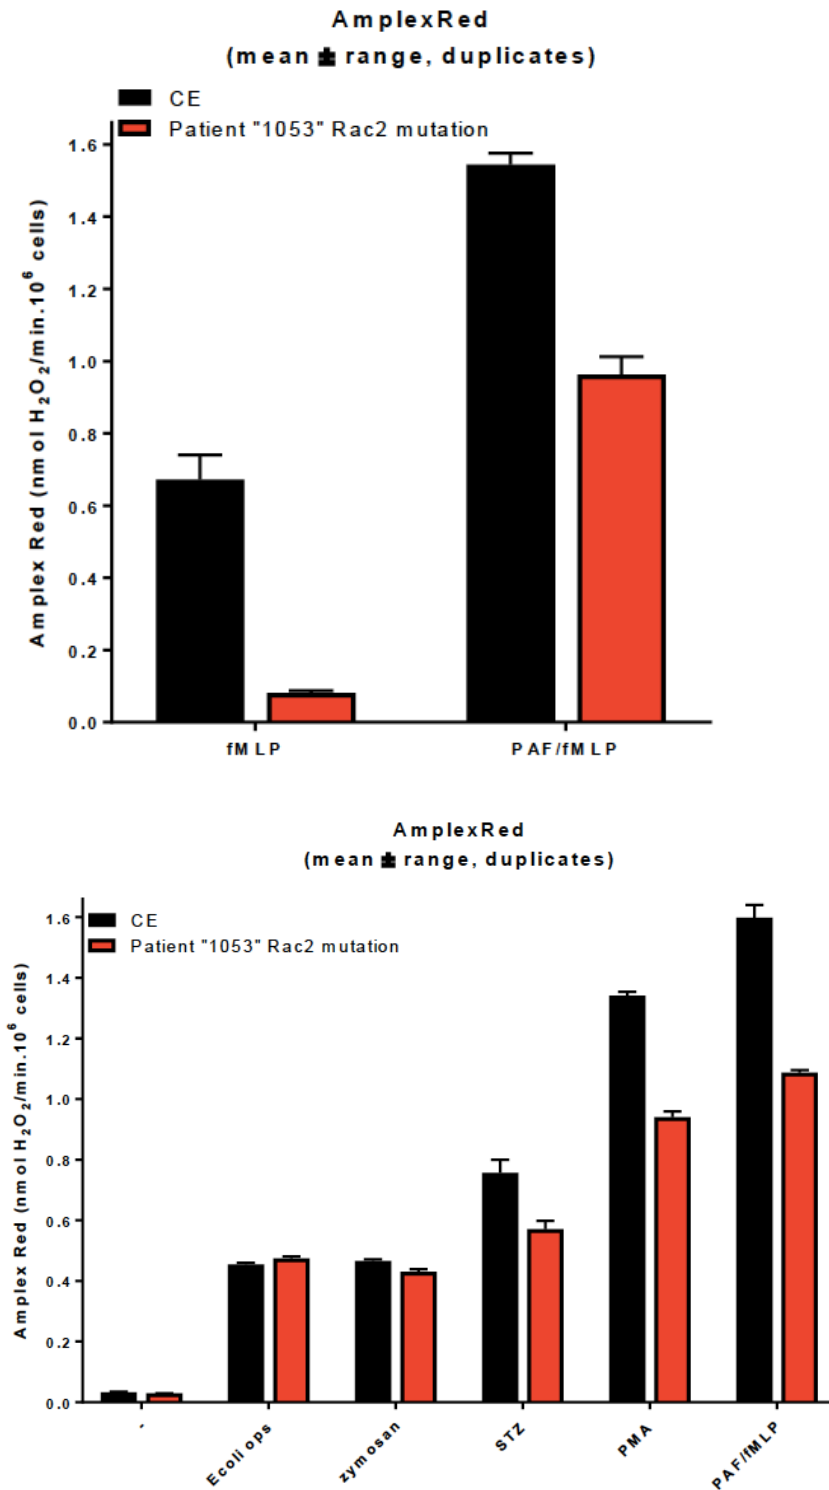 AmplexRed
(mean ± range, duplicates)
CE
Patient "1053" Rac2 mutation
1.6
1.4
1.2
1.0
0.8
0.6
0.4
0.2
0.0
Amplex Red (nmol H₂O₂/min.10⁶ cells)
fMLP PAF/fMLP
AmplexRed
(mean ± range, duplicates)
CE
Patient "1053" Rac2 mutation
1.6
1.4
1.2
1.0
0.8
0.6
0.4
0.2
0.0
Amplex Red (nmol H₂O₂/min.10⁶ cells)
- Ecoli ops zymosan STZ PMA PAF/fMLP